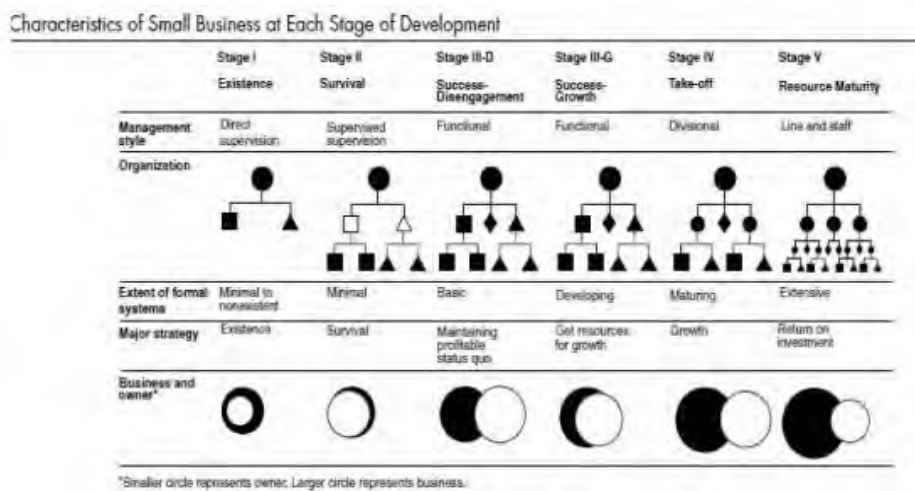 Characteristics of Small Business at Each Stage of Development
Stage I Stage II Stage III-D Stage III-G Stage IV Stage V
Existence Survival Success- Success- Take-off Resource Maturity
Disengagement Growth
Management Direct Supervised Functional Functional Divisional Line and staff
style supervision supervision
Organization
Extent of formal Minimal to Minimal Basic Developing Maturing Extensive
systems nonexistent
Major strategy Existence Survival Maintaining Get resources Growth Return on
profitable for growth investment
status quo
Business and
owner*
*Smaller circle represents owner. Larger circle represents business.